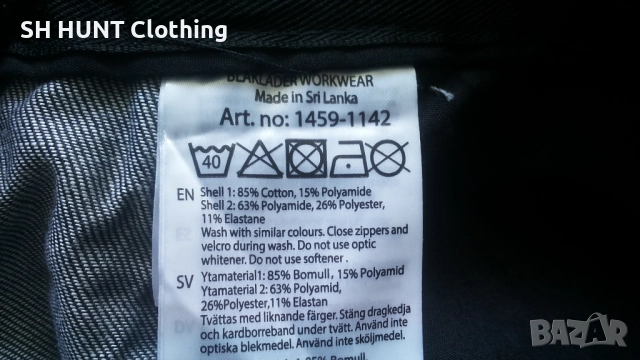 SH HUNT Clothing
BLAKLADER WORKWEAR
Made in Sri Lanka
Art. no: 1459-1142
40
EN Shell 1: 85% Cotton, 15% Polyamide
Shell 2: 63% Polyamide, 26% Polyester,
11% Elastane
Wash with similar colours. Close zippers and
velcro during wash. Do not use optic
whitener. Do not use softener .
SV Ytamaterial1: 85% Bomull , 15% Polyamid
Ytamaterial 2: 63% Polyamid,
26%Polyester,11% Elastan
Tvättas med liknande färger. Stäng dragkedja
och kardborreband under tvätt. Använd inte
optiska blekmedel. Använd inte sköljmedel.
85% Bomull.
BAZAR